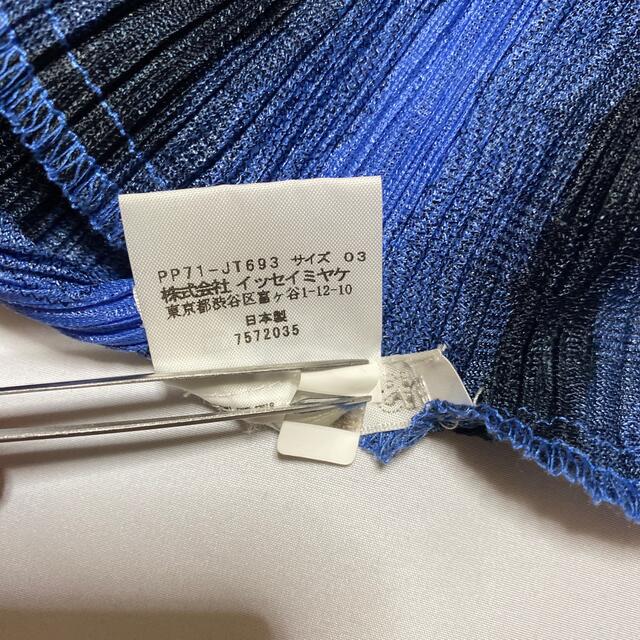 PP71-JT693 サイズ 03
株式会社 イッセイミヤケ
東京都渋谷区富ヶ谷1-12-10
日本製
7572035